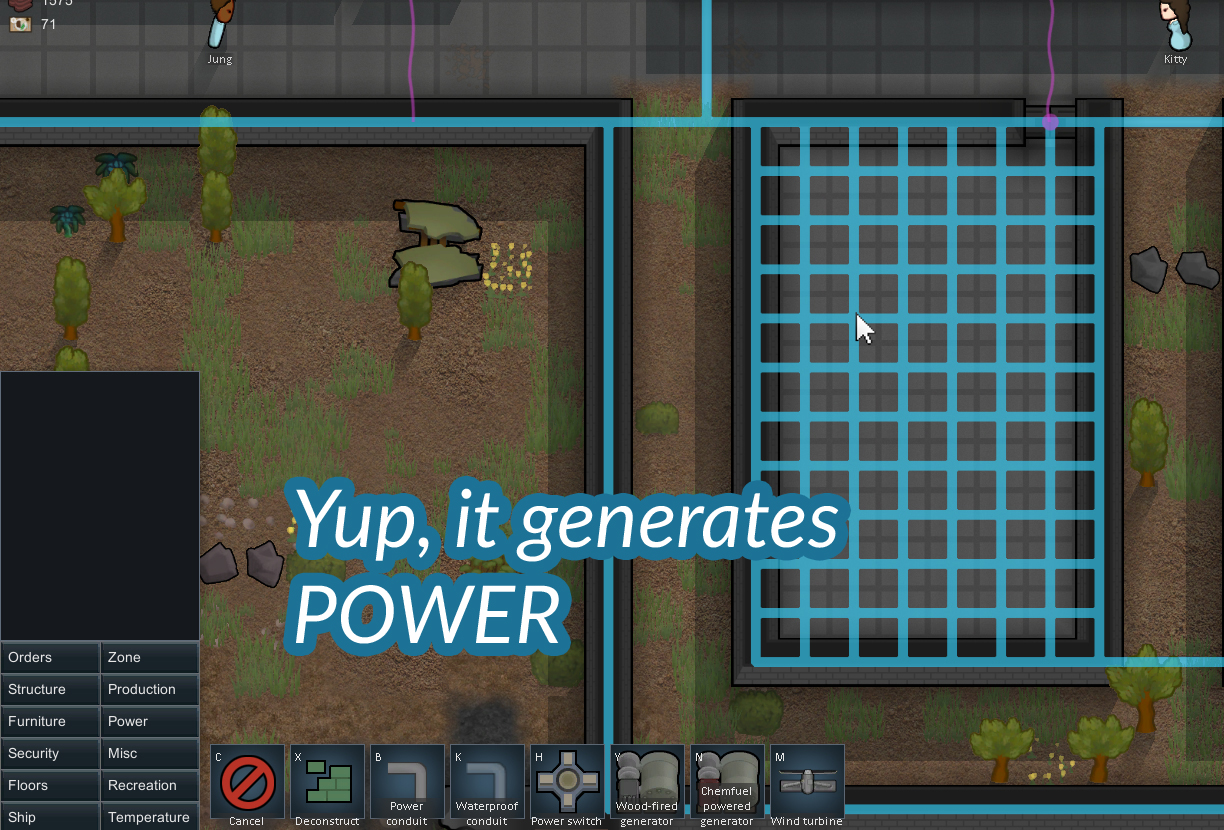 1575
71
Jung
Kitty
Yup, it generates
POWER
Orders
Zone
Structure
Production
Furniture
Power
Security
Misc
Floors
Recreation
Ship
Temperature
C
Cancel
X
Deconstruct
B
Power
conduit
K
Waterproof
conduit
H
Power switch
Y
Wood-fired
generator
N
Chemfuel
powered
generator
M
Wind turbine